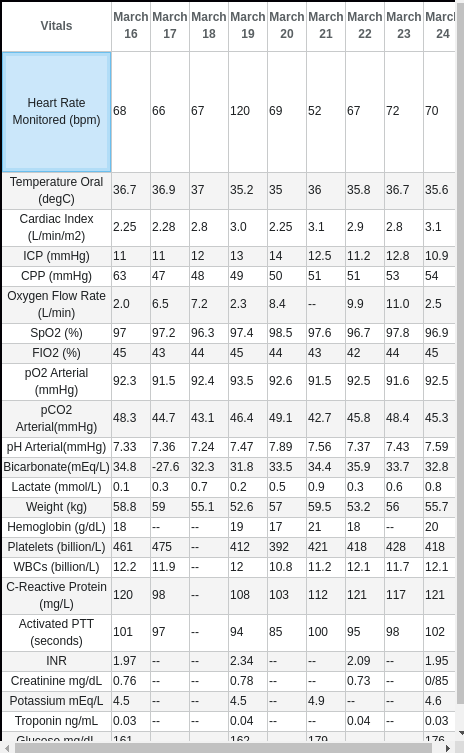 Vitals March 16 March 17 March 18 March 19 March 20 March 21 March 22 March 23 March 24
Heart Rate Monitored (bpm) 68 66 67 120 69 52 67 72 70
Temperature Oral (degC) 36.7 36.9 37 35.2 35 36 35.8 36.7 35.6
Cardiac Index (L/min/m2) 2.25 2.28 2.8 3.0 2.25 3.1 2.9 2.8 3.1
ICP (mmHg) 11 11 12 13 14 12.5 11.2 12.8 10.9
CPP (mmHg) 63 47 48 49 50 51 51 53 54
Oxygen Flow Rate (L/min) 2.0 6.5 7.2 2.3 8.4 -- 9.9 11.0 2.5
SpO2 (%) 97 97.2 96.3 97.4 98.5 97.6 96.7 97.8 96.9
FIO2 (%) 45 43 44 45 44 43 42 44 45
pO2 Arterial (mmHg) 92.3 91.5 92.4 93.5 92.6 91.5 92.5 91.6 92.5
pCO2 Arterial(mmHg) 48.3 44.7 43.1 46.4 49.1 42.7 45.8 48.4 45.3
pH Arterial(mmHg) 7.33 7.36 7.24 7.47 7.89 7.56 7.37 7.43 7.59
Bicarbonate(mEq/L) 34.8 -27.6 32.3 31.8 33.5 34.4 35.9 33.7 32.8
Lactate (mmol/L) 0.1 0.3 0.7 0.2 0.5 0.9 0.3 0.6 0.8
Weight (kg) 58.8 59 55.1 52.6 57 59.5 53.2 56 55.7
Hemoglobin (g/dL) 18 -- -- 19 17 21 18 -- 20
Platelets (billion/L) 461 475 -- 412 392 421 418 428 418
WBCs (billion/L) 12.2 11.9 -- 12 10.8 11.2 12.1 11.7 12.1
C-Reactive Protein (mg/L) 120 98 -- 108 103 112 121 117 121
Activated PTT (seconds) 101 97 -- 94 85 100 95 98 102
INR 1.97 -- -- 2.34 -- -- 2.09 -- 1.95
Creatinine mg/dL 0.76 -- -- 0.78 -- -- 0.73 -- 0/85
Potassium mEq/L 4.5 -- -- 4.5 -- 4.9 -- -- 4.6
Troponin ng/mL 0.03 -- -- 0.04 -- -- 0.04 -- 0.03
Glucose mg/dL 161 -- -- 162 -- 179 -- -- 176